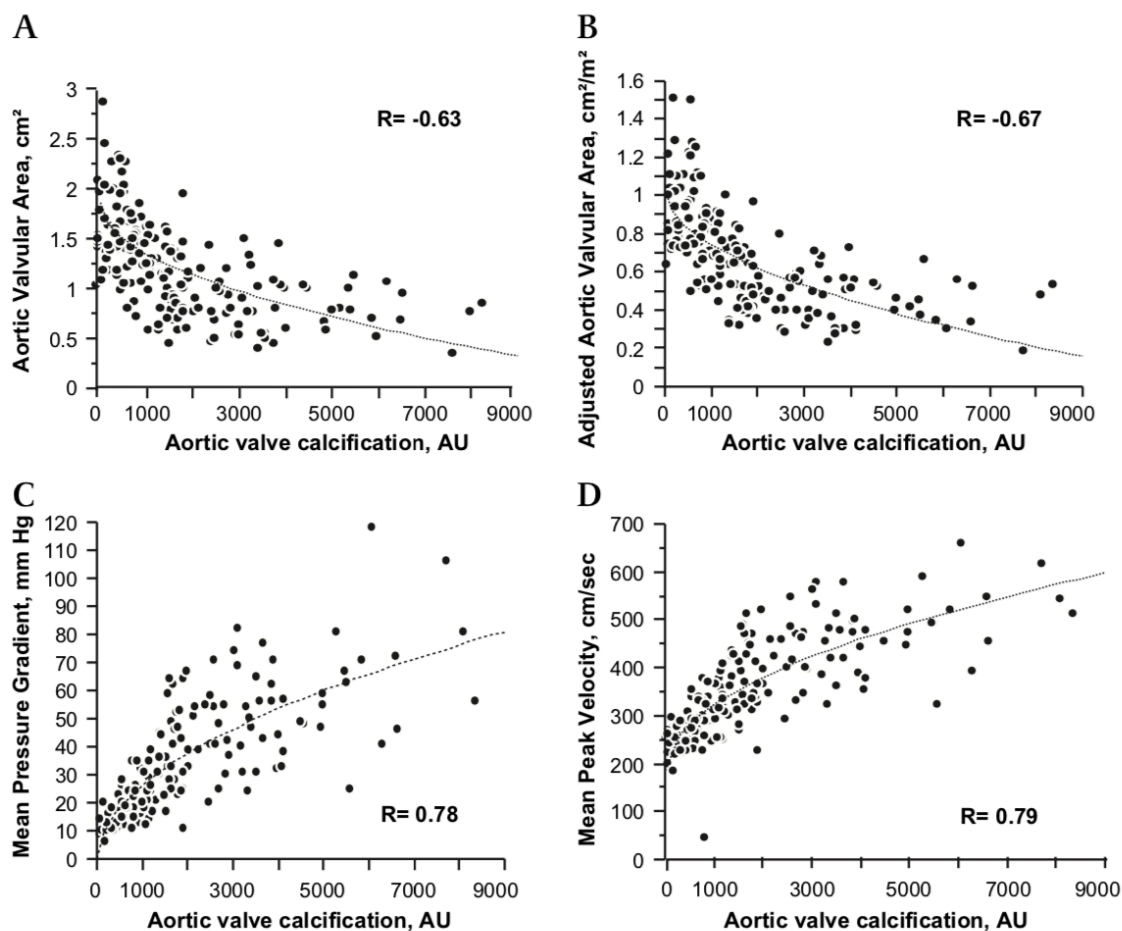 A
Aortic Valvular Area, cm²
3
2.5
2
1.5
1
0.5
0
R= -0.63
0 1000 3000 5000 7000 9000
Aortic valve calcification, AU
B
Adjusted Aortic Valvular Area, cm²/m²
1.6
1.4
1.2
1
0.8
0.6
0.4
0.2
0
R= -0.67
0 1000 3000 5000 7000 9000
Aortic valve calcification, AU
C
Mean Pressure Gradient, mm Hg
120
100
80
70
60
50
40
30
20
10
0
R= 0.78
0 1000 3000 5000 7000 9000
Aortic valve calcification, AU
D
Mean Peak Velocity, cm/sec
700
600
500
400
300
200
100
0
R= 0.79
0 1000 3000 5000 7000 9000
Aortic valve calcification, AU